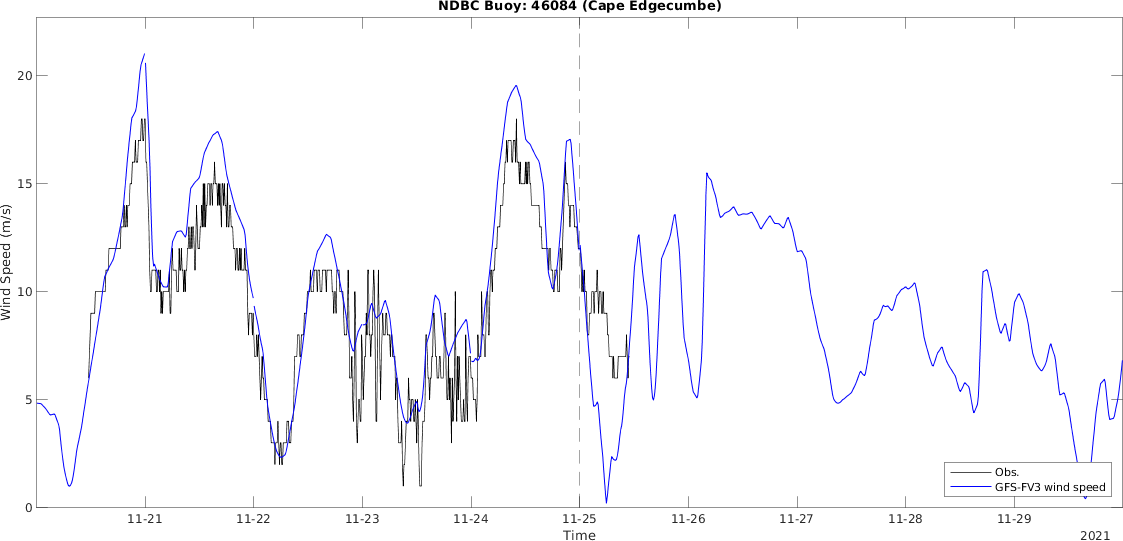 NDBC Buoy: 46084 (Cape Edgecumbe)
Wind Speed (m/s)
20
15
10
5
0
11-21 11-22 11-23 11-24 11-25 11-26 11-27 11-28 11-29
Time
2021
Obs.
GFS-FV3 wind speed